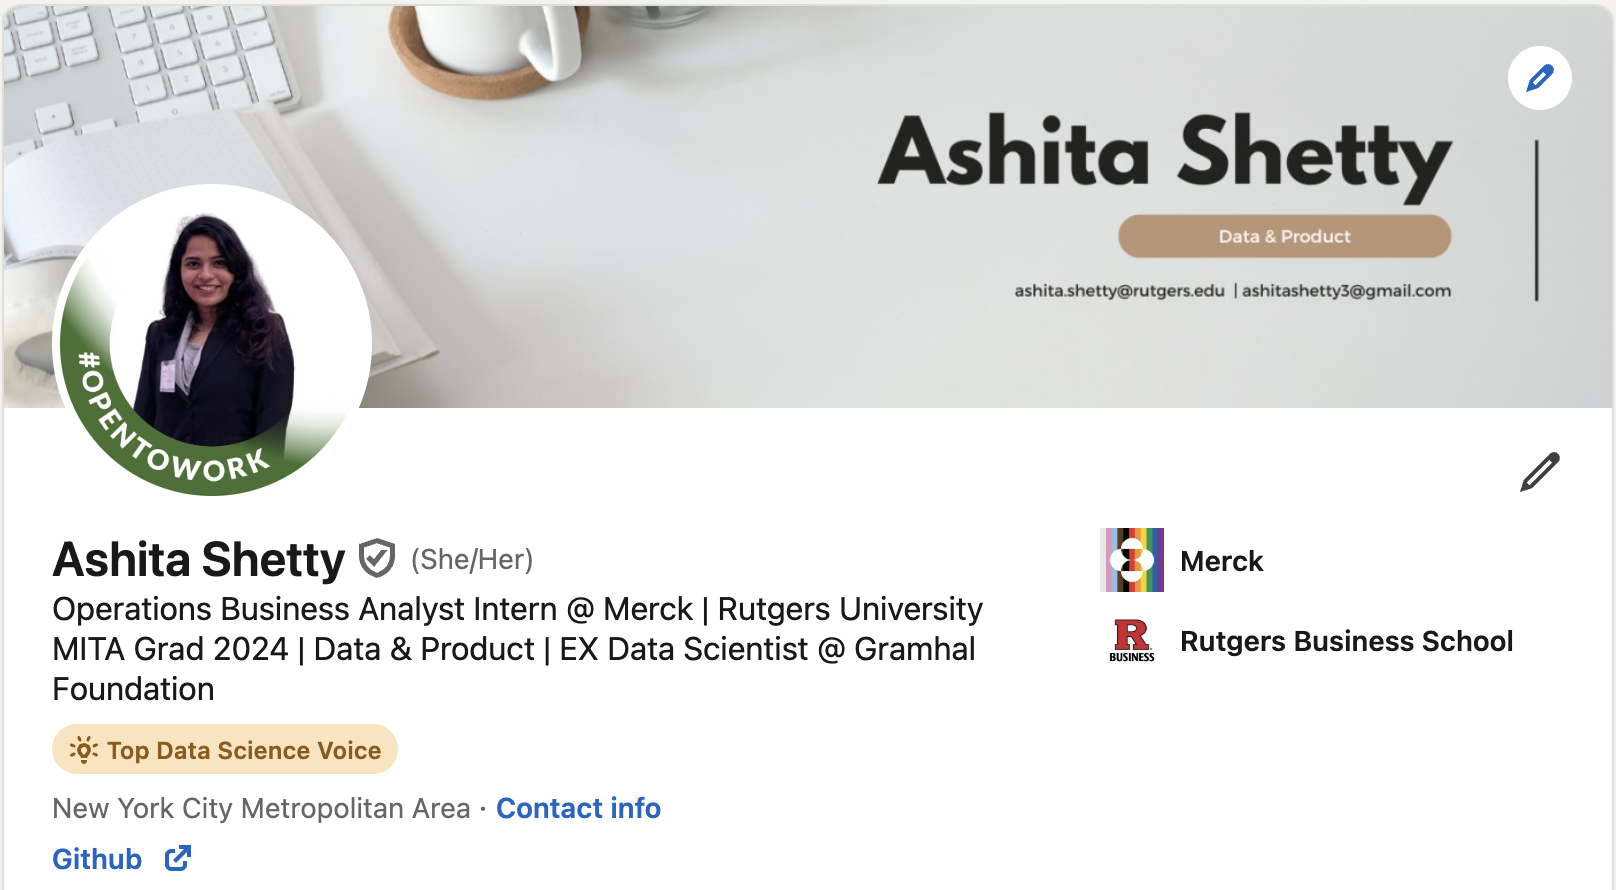 Ashita Shetty
Data & Product
ashita.shetty@rutgers.edu | ashitashetty3@gmail.com
#OPENTOWORK
Ashita Shetty (She/Her)
Operations Business Analyst Intern @ Merck | Rutgers University
MITA Grad 2024 | Data & Product | EX Data Scientist @ Gramhal
Foundation
Top Data Science Voice
New York City Metropolitan Area · Contact info
Github
Merck
R
BUSINESS
Rutgers Business School